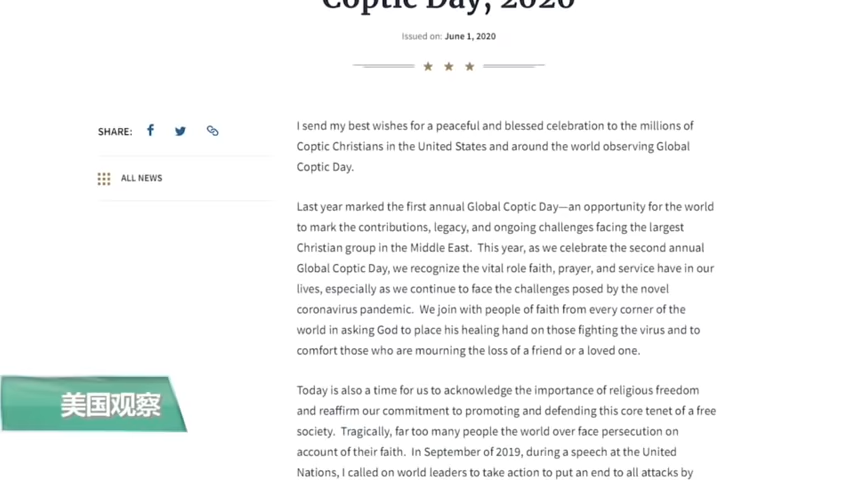 Coptic Day, 2020
Issued on: June 1, 2020
SHARE:
ALL NEWS
I send my best wishes for a peaceful and blessed celebration to the millions of
Coptic Christians in the United States and around the world observing Global
Coptic Day.
Last year marked the first annual Global Coptic Day—an opportunity for the world
to mark the contributions, legacy, and ongoing challenges facing the largest
Christian group in the Middle East.  This year, as we celebrate the second annual
Global Coptic Day, we recognize the vital role faith, prayer, and service have in our
lives, especially as we continue to face the challenges posed by the novel
coronavirus pandemic.  We join with people of faith from every corner of the
world in asking God to place his healing hand on those fighting the virus and to
comfort those who are mourning the loss of a friend or a loved one.
Today is also a time for us to acknowledge the importance of religious freedom
and reaffirm our commitment to promoting and defending this core tenet of a free
society.  Tragically, far too many people the world over face persecution on
account of their faith.  In September of 2019, during a speech at the United
Nations, I called on world leaders to take action to put an end to all attacks by
美国观察